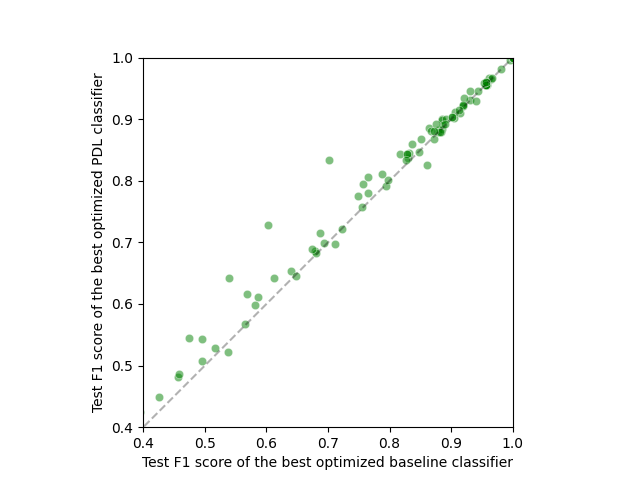 Test F1 score of the best optimized PDL classifier
1.0
0.9
0.8
0.7
0.6
0.5
0.4
0.4 0.5 0.6 0.7 0.8 0.9 1.0
Test F1 score of the best optimized baseline classifier